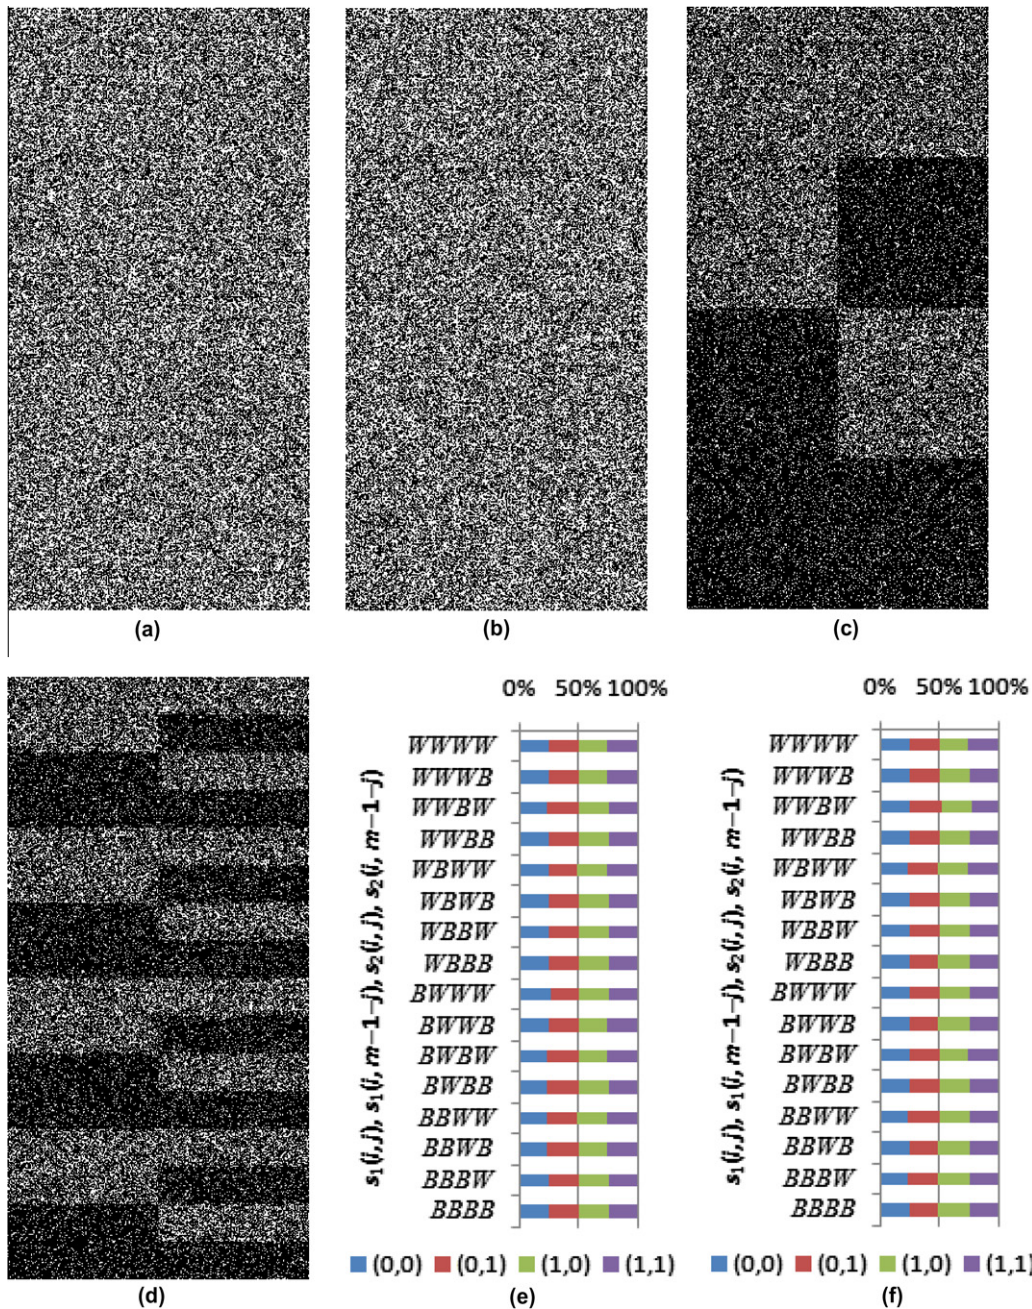 (a)
(b)
(c)
0% 50% 100%
s₁(i,j), s₁(i, m−1−j), s₂(i,j), s₂(i, m−1−j)
WWWW
WWWB
WWBW
WWBB
WBWW
WBWB
WBBW
WBBB
BWWW
BWWB
BWBW
BWBB
BBWW
BBWB
BBBW
BBBB
(0,0) (0,1) (1,0) (1,1)
0% 50% 100%
s₁(i,j), s₁(i, m−1−j), s₂(i,j), s₂(i, m−1−j)
WWWW
WWWB
WWBW
WWBB
WBWW
WBWB
WBBW
WBBB
BWWW
BWWB
BWBW
BWBB
BBWW
BBWB
BBBW
BBBB
(0,0) (0,1) (1,0) (1,1)
(d)
(e)
(f)